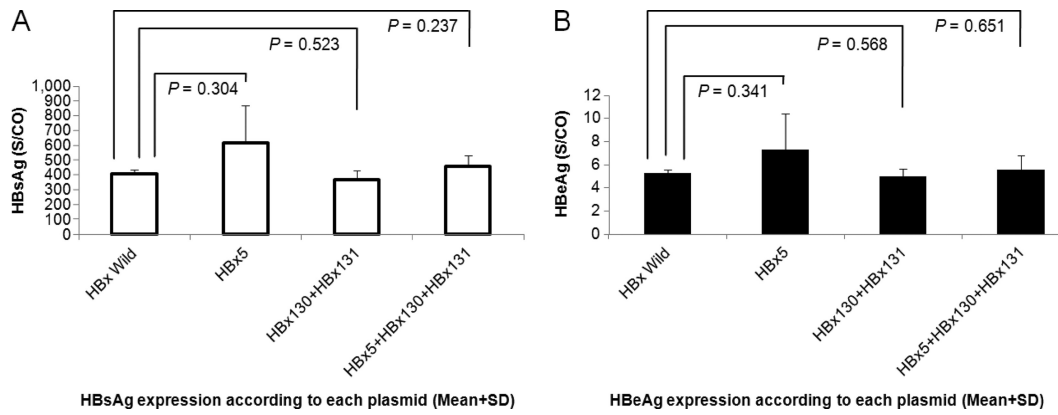 A
P = 0.237
P = 0.523
P = 0.304
HBsAg (S/CO)
1,000
900
800
700
600
500
400
300
200
100
0
HBx Wild
HBx5
HBx130+HBx131
HBx5+HBx130+HBx131
HBsAg expression according to each plasmid (Mean+SD)
B
P = 0.651
P = 0.568
P = 0.341
HBeAg (S/CO)
12
10
8
6
4
2
0
HBx Wild
HBx5
HBx130+HBx131
HBx5+HBx130+HBx131
HBeAg expression according to each plasmid (Mean+SD)